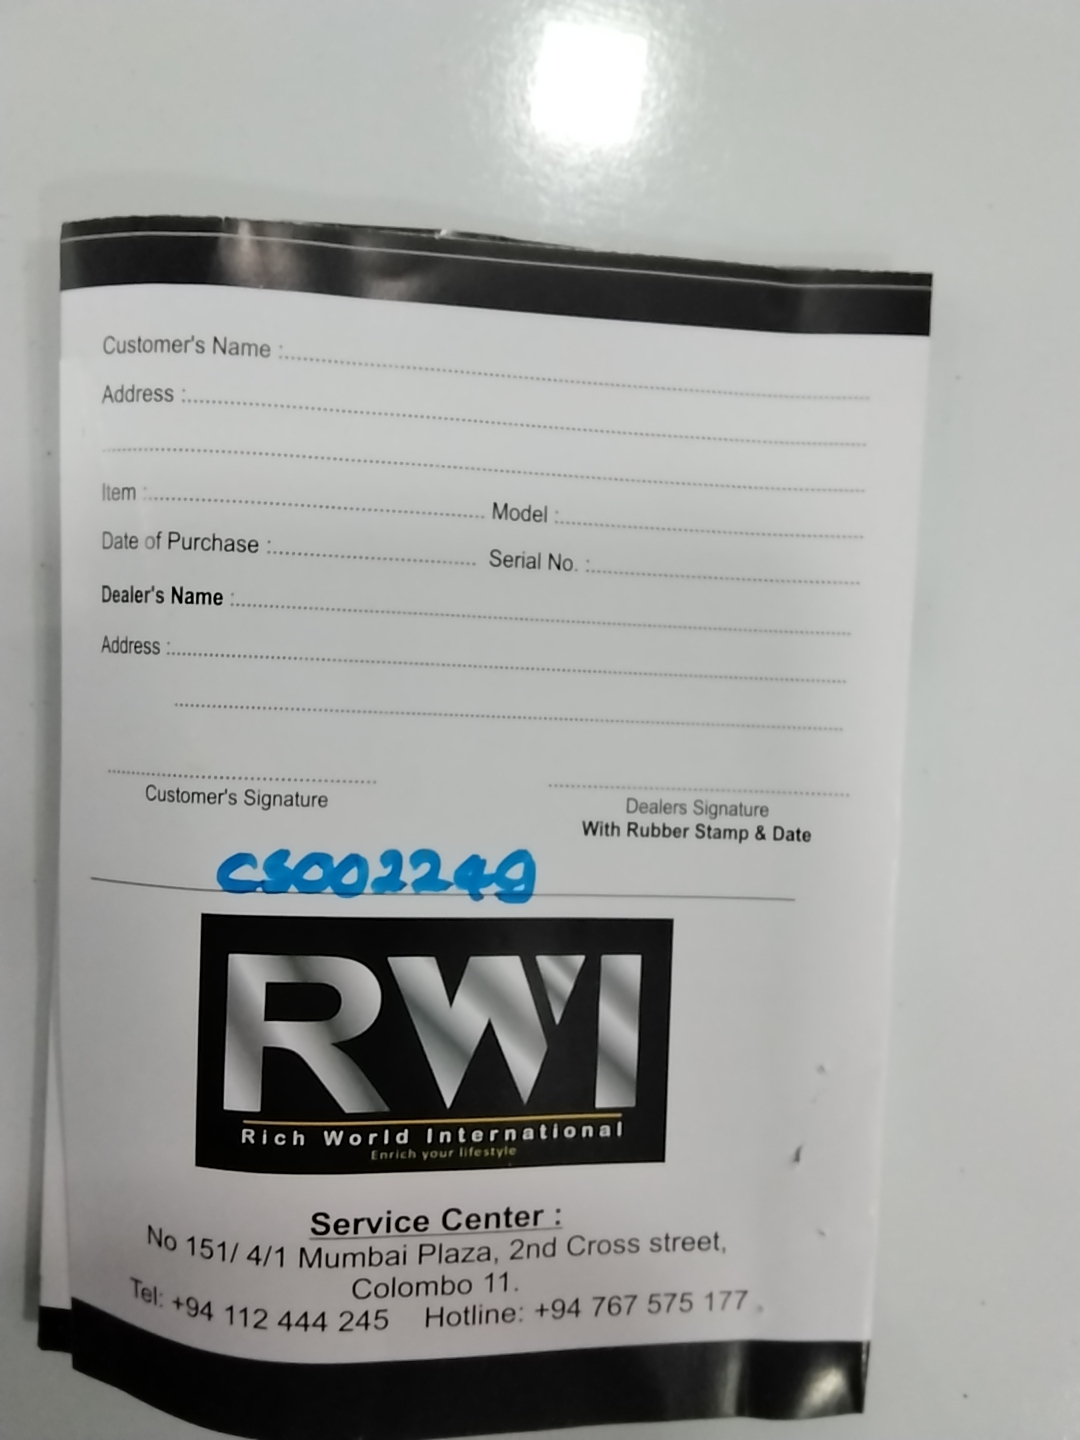 Customer's Name :
Address :
Item : Model :
Date of Purchase : Serial No. :
Dealer's Name :
Address :
Customer's Signature
Dealers Signature
With Rubber Stamp & Date
CS002249
RWI
Rich World International
Enrich your lifestyle
Service Center :
No 151/ 4/1 Mumbai Plaza, 2nd Cross street,
Colombo 11.
Tel: +94 112 444 245 Hotline: +94 767 575 177